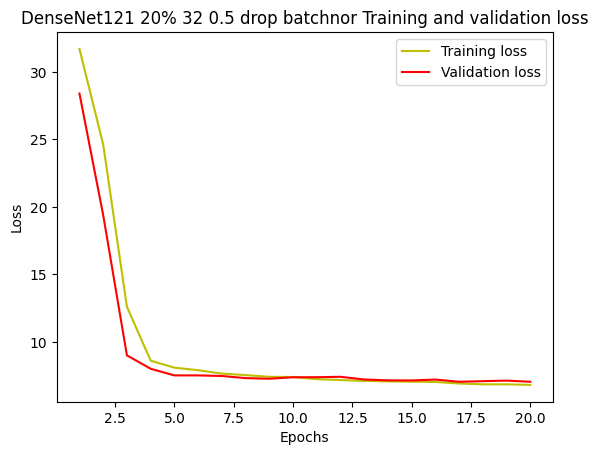 DenseNet121 20% 32 0.5 drop batchnor Training and validation loss
Training loss
Validation loss
30
25
20
15
10
Loss
2.5 5.0 7.5 10.0 12.5 15.0 17.5 20.0
Epochs